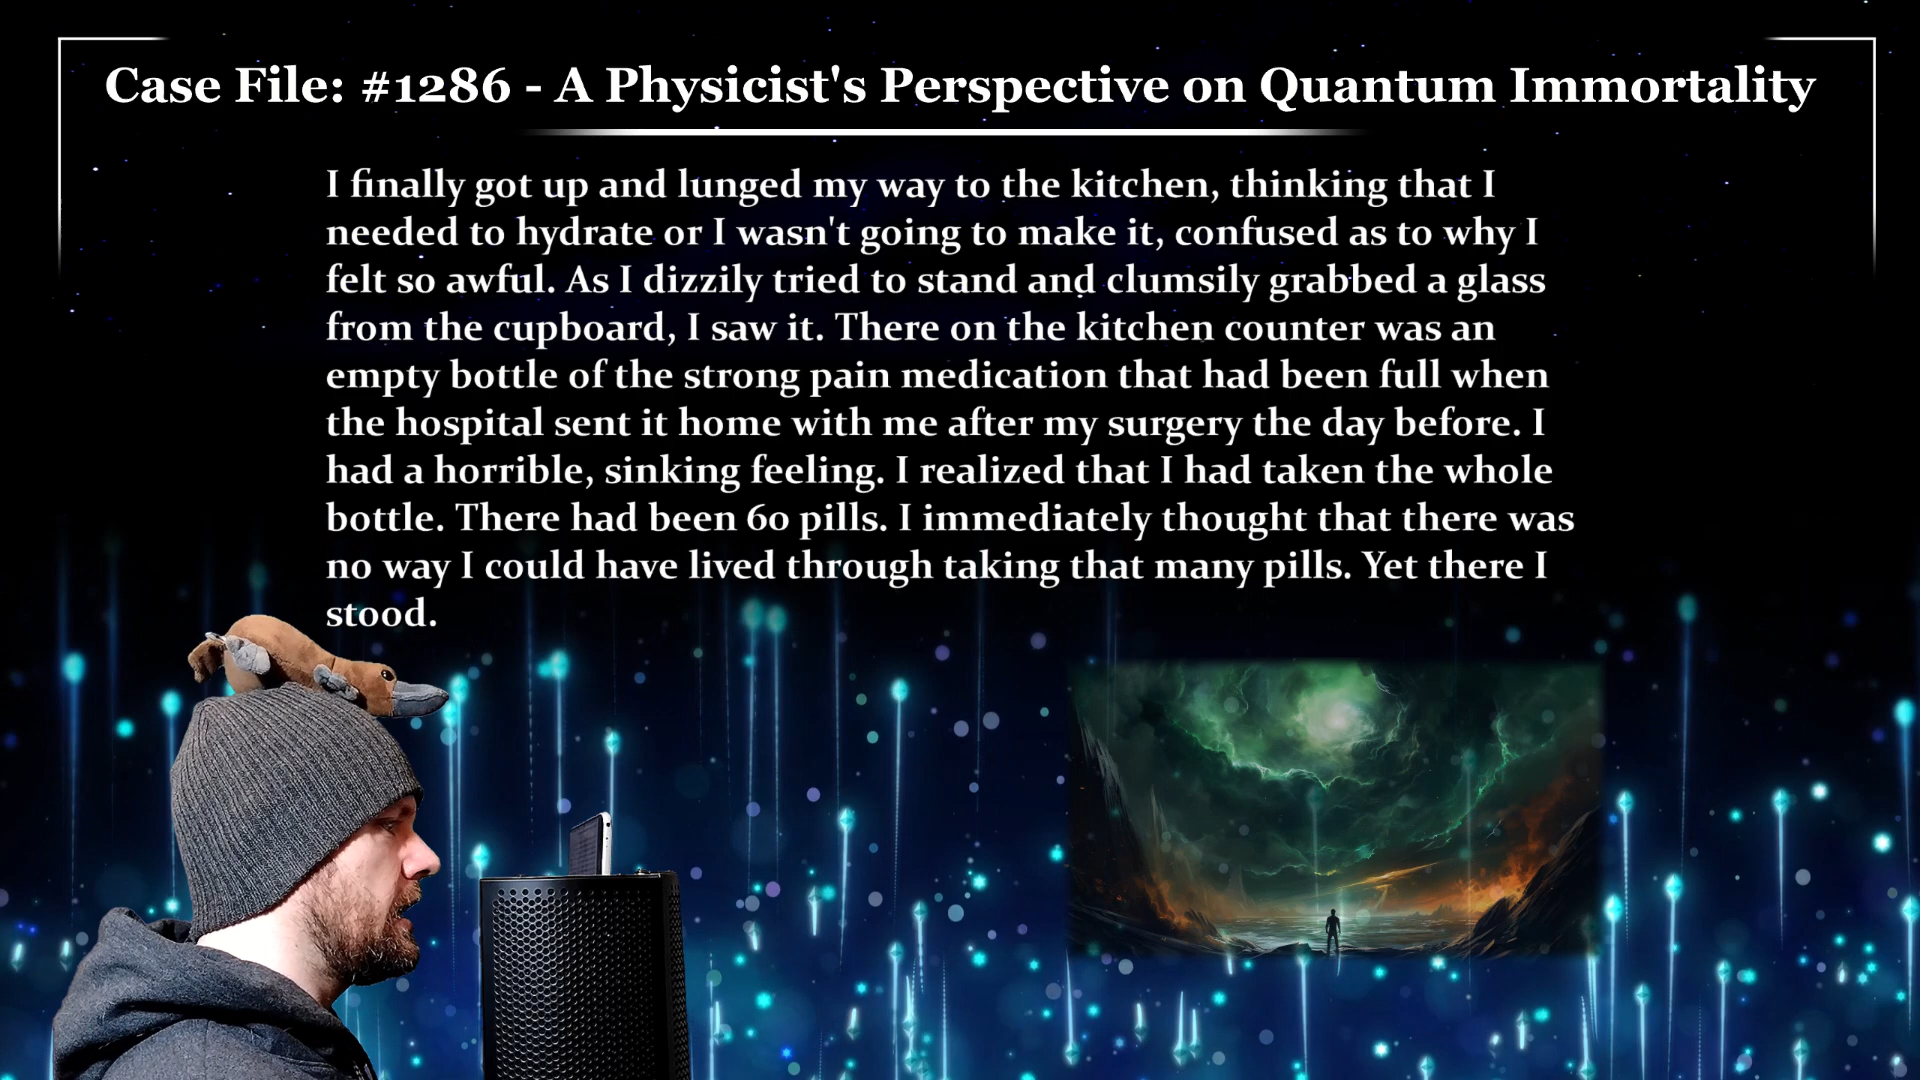 Case File: #1286 - A Physicist's Perspective on Quantum Immortality
I finally got up and lunged my way to the kitchen, thinking that I
needed to hydrate or I wasn't going to make it, confused as to why I
felt so awful. As I dizzily tried to stand and clumsily grabbed a glass
from the cupboard, I saw it. There on the kitchen counter was an
empty bottle of the strong pain medication that had been full when
the hospital sent it home with me after my surgery the day before. I
had a horrible, sinking feeling. I realized that I had taken the whole
bottle. There had been 60 pills. I immediately thought that there was
no way I could have lived through taking that many pills. Yet there I
stood.